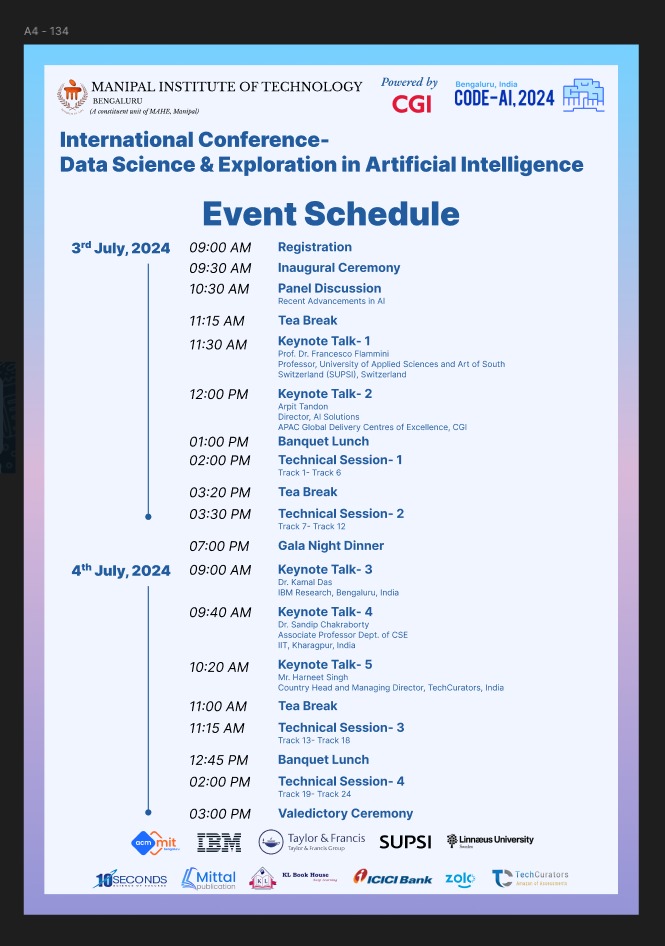 A4 - 134
MANIPAL INSTITUTE OF TECHNOLOGY
BENGALURU
(A constituent unit of MAHE, Manipal)
Powered by
CGI
Bengaluru, India
CODE-AI, 2024
International Conference-
Data Science & Exploration in Artificial Intelligence
Event Schedule
3rd July, 2024 09:00 AM Registration
09:30 AM Inaugural Ceremony
10:30 AM Panel Discussion
Recent Advancements in AI
11:15 AM Tea Break
11:30 AM Keynote Talk- 1
Prof. Dr. Francesco Flammini
Professor, University of Applied Sciences and Art of South
Switzerland (SUPSI), Switzerland
12:00 PM Keynote Talk- 2
Arpit Tandon
Director, AI Solutions
APAC Global Delivery Centres of Excellence, CGI
01:00 PM Banquet Lunch
02:00 PM Technical Session- 1
Track 1- Track 6
03:20 PM Tea Break
03:30 PM Technical Session- 2
Track 7- Track 12
07:00 PM Gala Night Dinner
4th July, 2024 09:00 AM Keynote Talk- 3
Dr. Kamal Das
IBM Research, Bengaluru, India
09:40 AM Keynote Talk- 4
Dr. Sandip Chakraborty
Associate Professor Dept. of CSE
IIT, Kharagpur, India
10:20 AM Keynote Talk- 5
Mr. Harneet Singh
Country Head and Managing Director, TechCurators, India
11:00 AM Tea Break
11:15 AM Technical Session- 3
Track 13- Track 18
12:45 PM Banquet Lunch
02:00 PM Technical Session- 4
Track 19- Track 24
03:00 PM Valedictory Ceremony
acm mit
IBM
Taylor & Francis
Taylor & Francis Group
SUPSI
Linnæus University
Sweden
10SECONDS
SCIENCE OF SUCCESS
Mittal
publication
KL
KL Book House
Keep learning
ICICI Bank
zolo
TechCurators